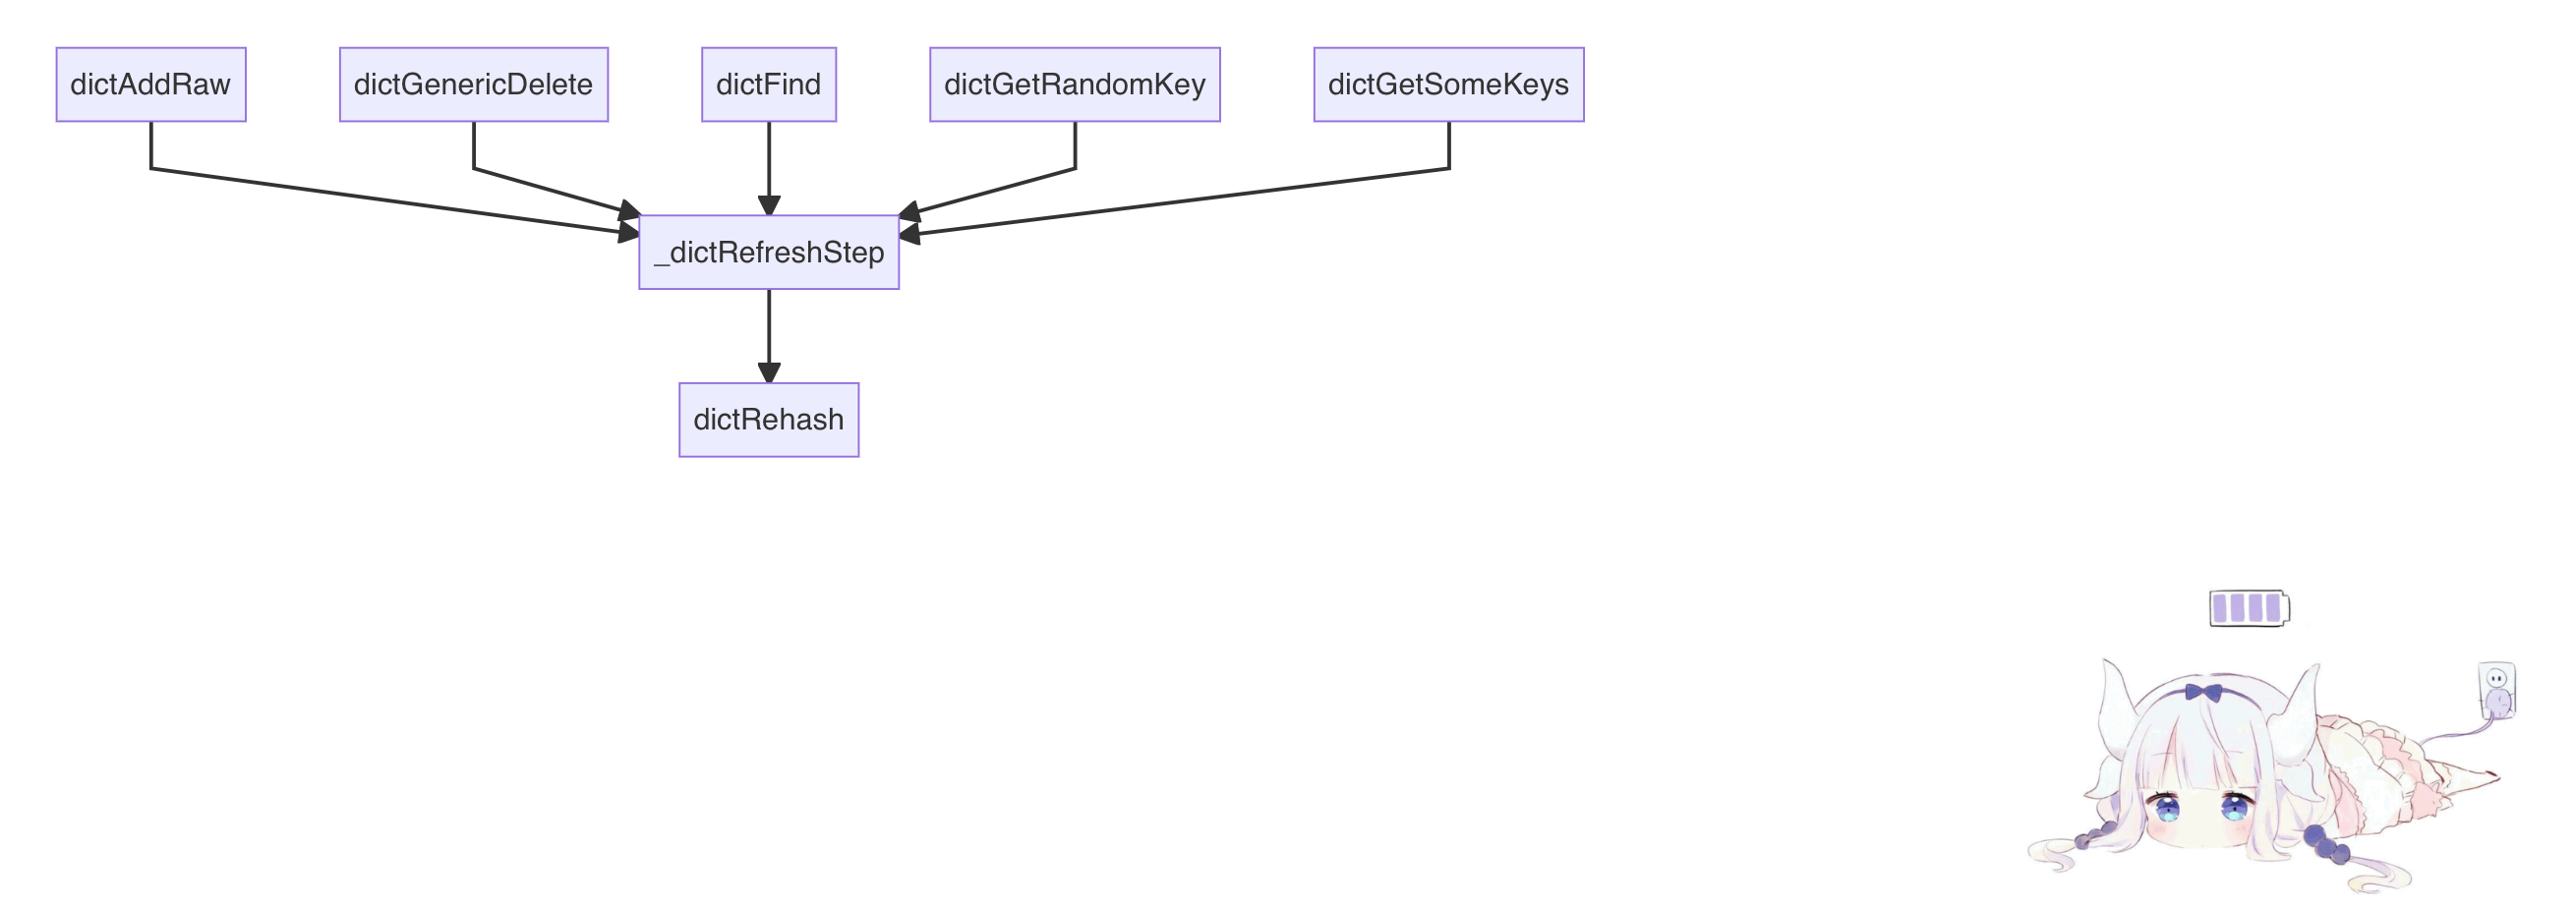 dictAddRaw
dictGenericDelete
dictFind
dictGetRandomKey
dictGetSomeKeys
_dictRefreshStep
dictRehash